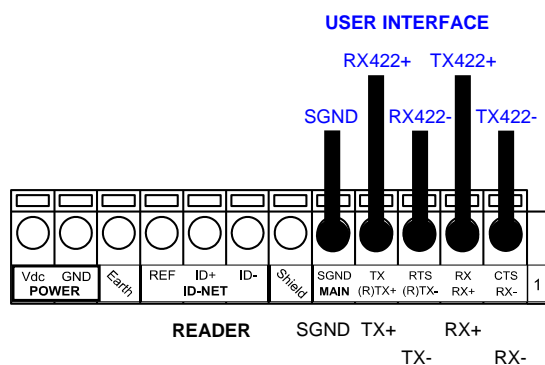 USER INTERFACE
RX422+ TX422+
SGND RX422- TX422-
Vdc GND Earth REF ID+ ID- Shield SGND TX RTS RX CTS 1
POWER ID-NET MAIN (R)TX+ (R)TX- RX+ RX-
READER SGND TX+ RX+
TX- RX-